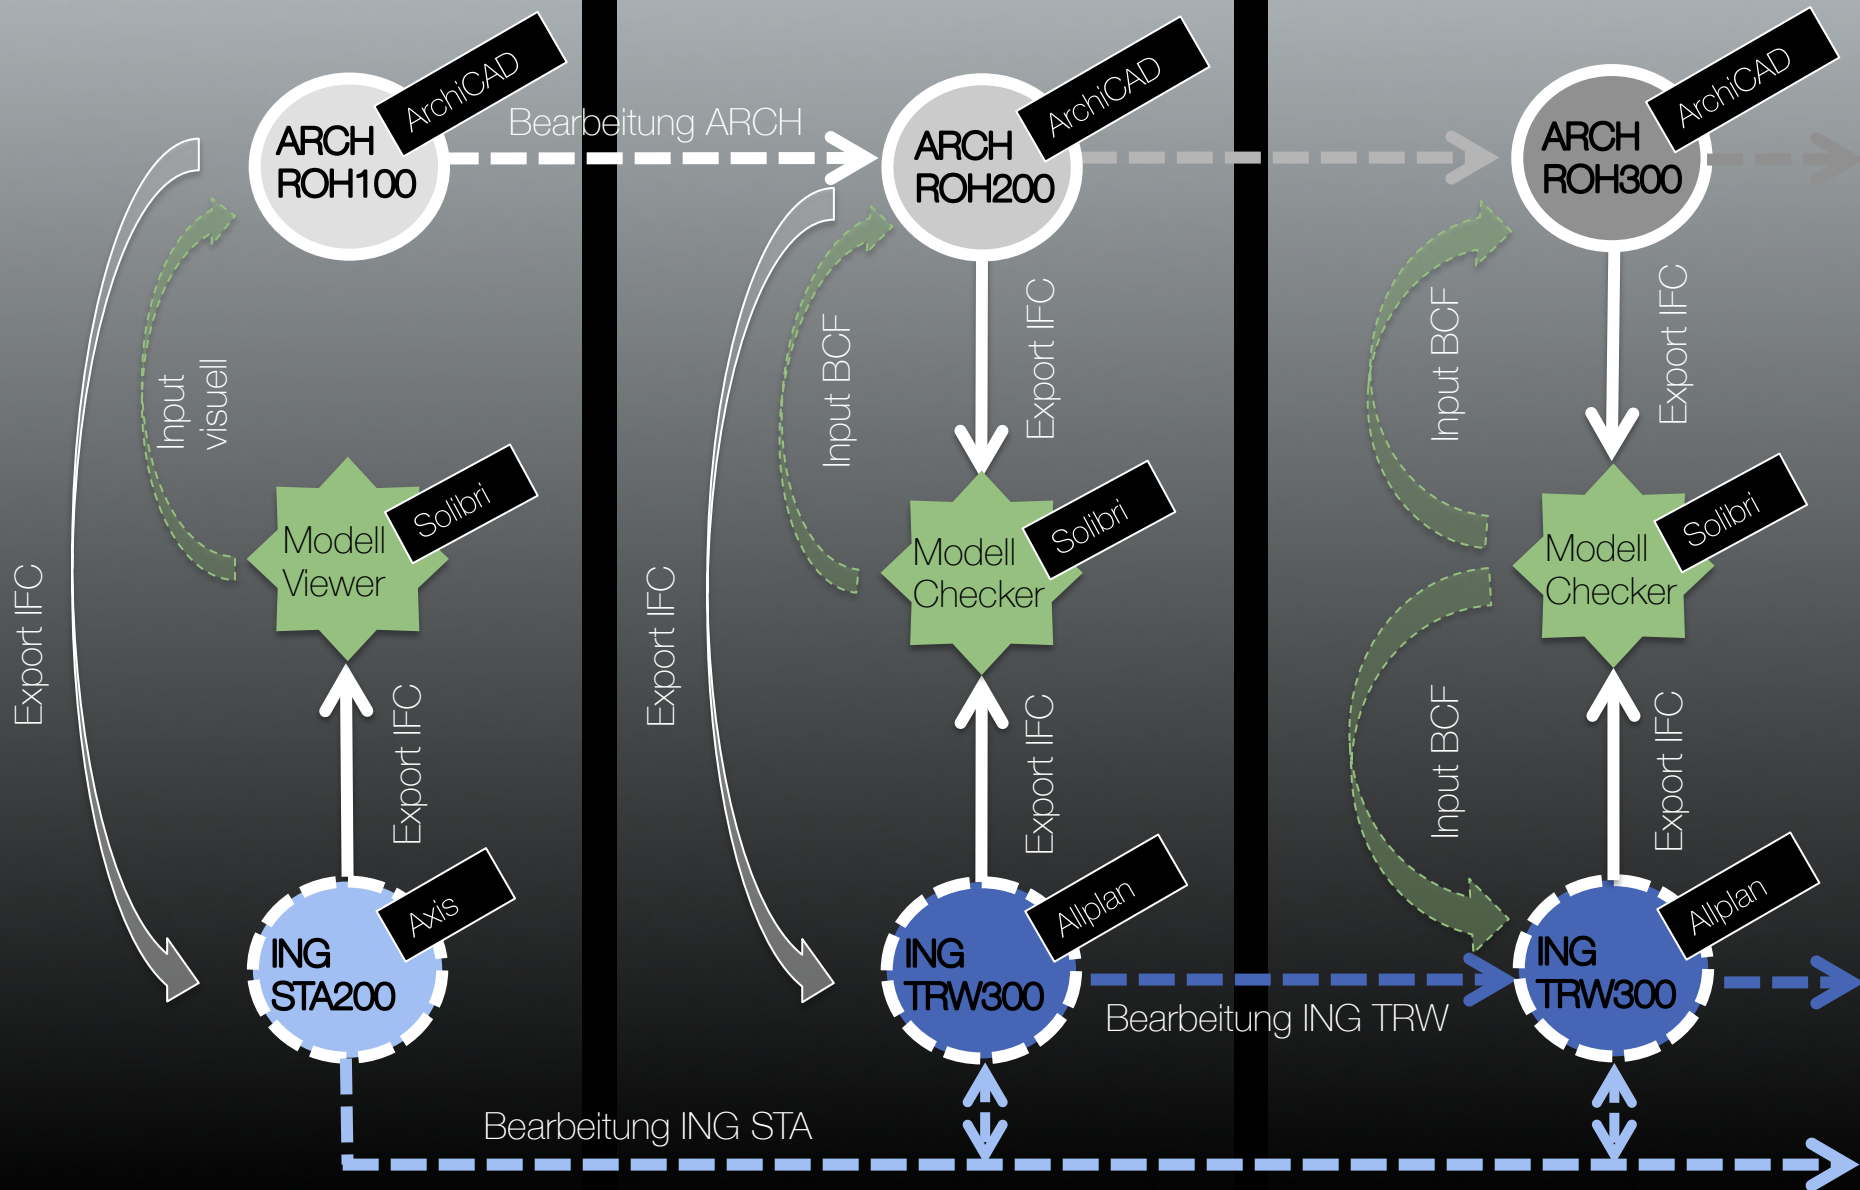 ArchiCAD
ARCH
ROH100
Bearbeitung ARCH
Input
visuell
Export IFC
Solibri
Modell
Viewer
Export IFC
Axis
ING
STA200
Bearbeitung ING STA
ArchiCAD
ARCH
ROH200
Export IFC
Input BCF
Export IFC
Solibri
Modell
Checker
Export IFC
Allplan
ING
TRW300
Bearbeitung ING TRW
ArchiCAD
ARCH
ROH300
Input BCF
Export IFC
Solibri
Modell
Checker
Input BCF
Export IFC
Allplan
ING
TRW300